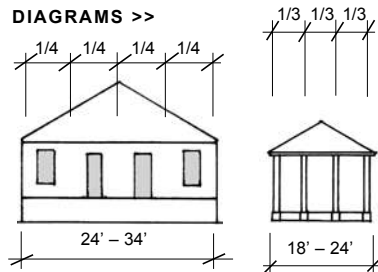 DIAGRAMS >>
1/4 1/4 1/4 1/4
1/3 1/3 1/3
24' – 34'
18' – 24'